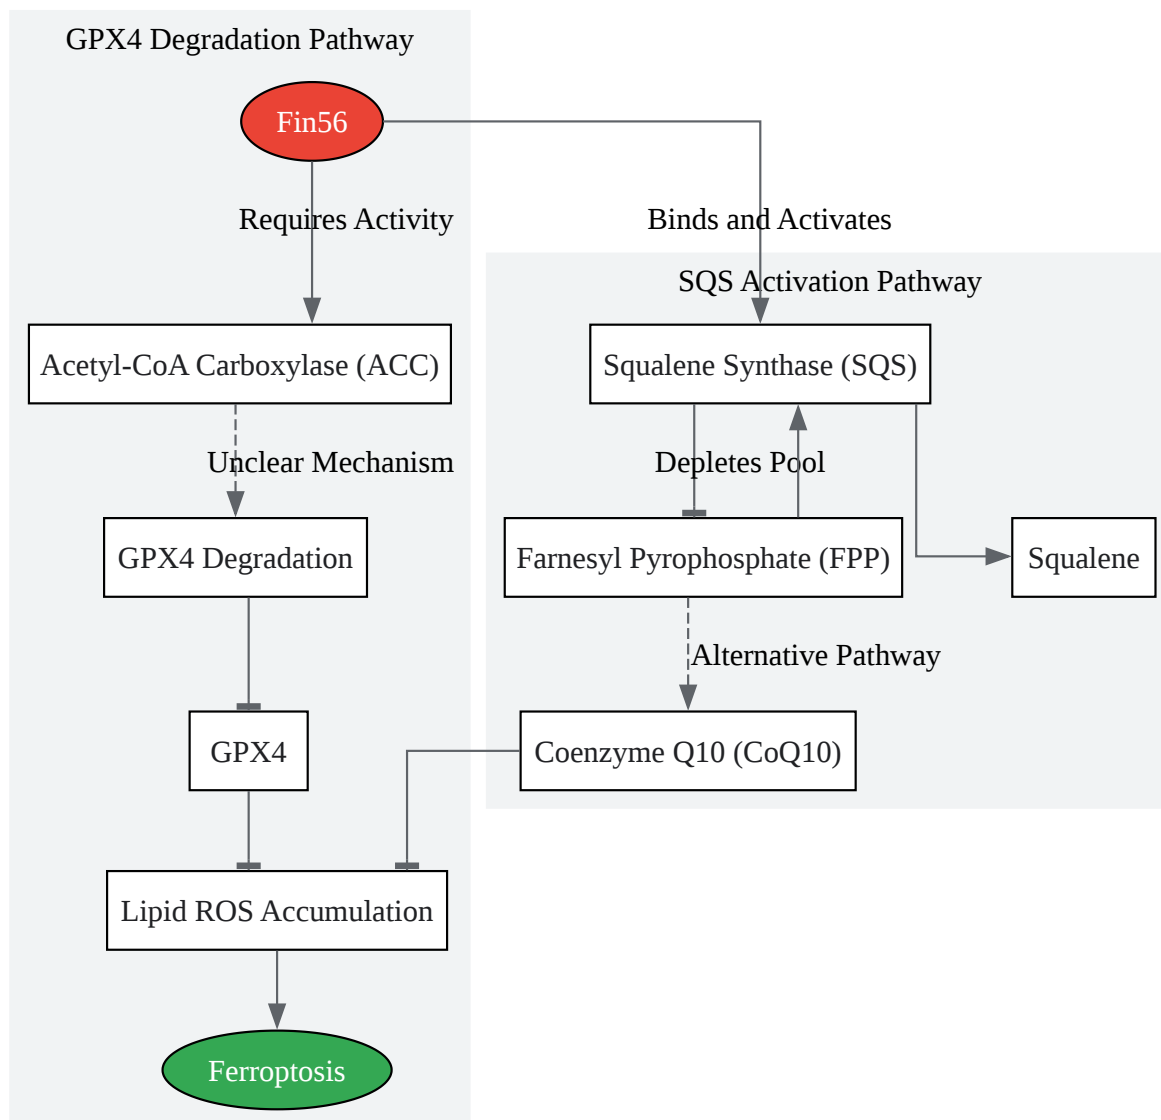 GPX4 Degradation Pathway
Fin56
Requires Activity
Binds and Activates
SQS Activation Pathway
Acetyl-CoA Carboxylase (ACC)
Squalene Synthase (SQS)
Unclear Mechanism
Depletes Pool
GPX4 Degradation
Farnesyl Pyrophosphate (FPP)
Squalene
Alternative Pathway
GPX4
Coenzyme Q10 (CoQ10)
Lipid ROS Accumulation
Ferroptosis